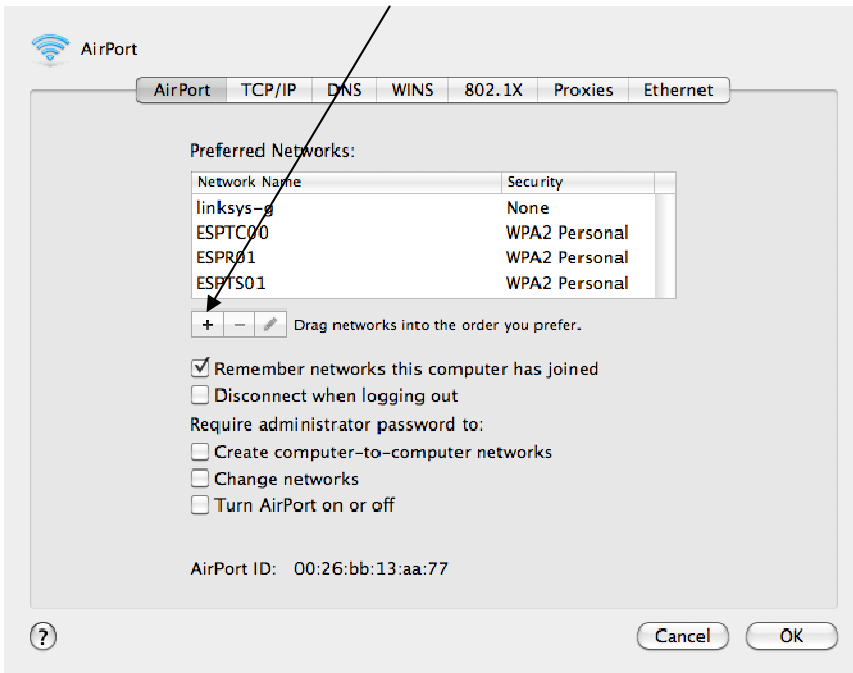 AirPort
AirPort TCP/IP DNS WINS 802.1X Proxies Ethernet
Preferred Networks:
Network Name Security
linksys-g None
ESPTC00 WPA2 Personal
ESPR01 WPA2 Personal
ESPTS01 WPA2 Personal
+ − Drag networks into the order you prefer.
Remember networks this computer has joined
Disconnect when logging out
Require administrator password to:
Create computer-to-computer networks
Change networks
Turn AirPort on or off
AirPort ID: 00:26:bb:13:aa:77
? Cancel OK